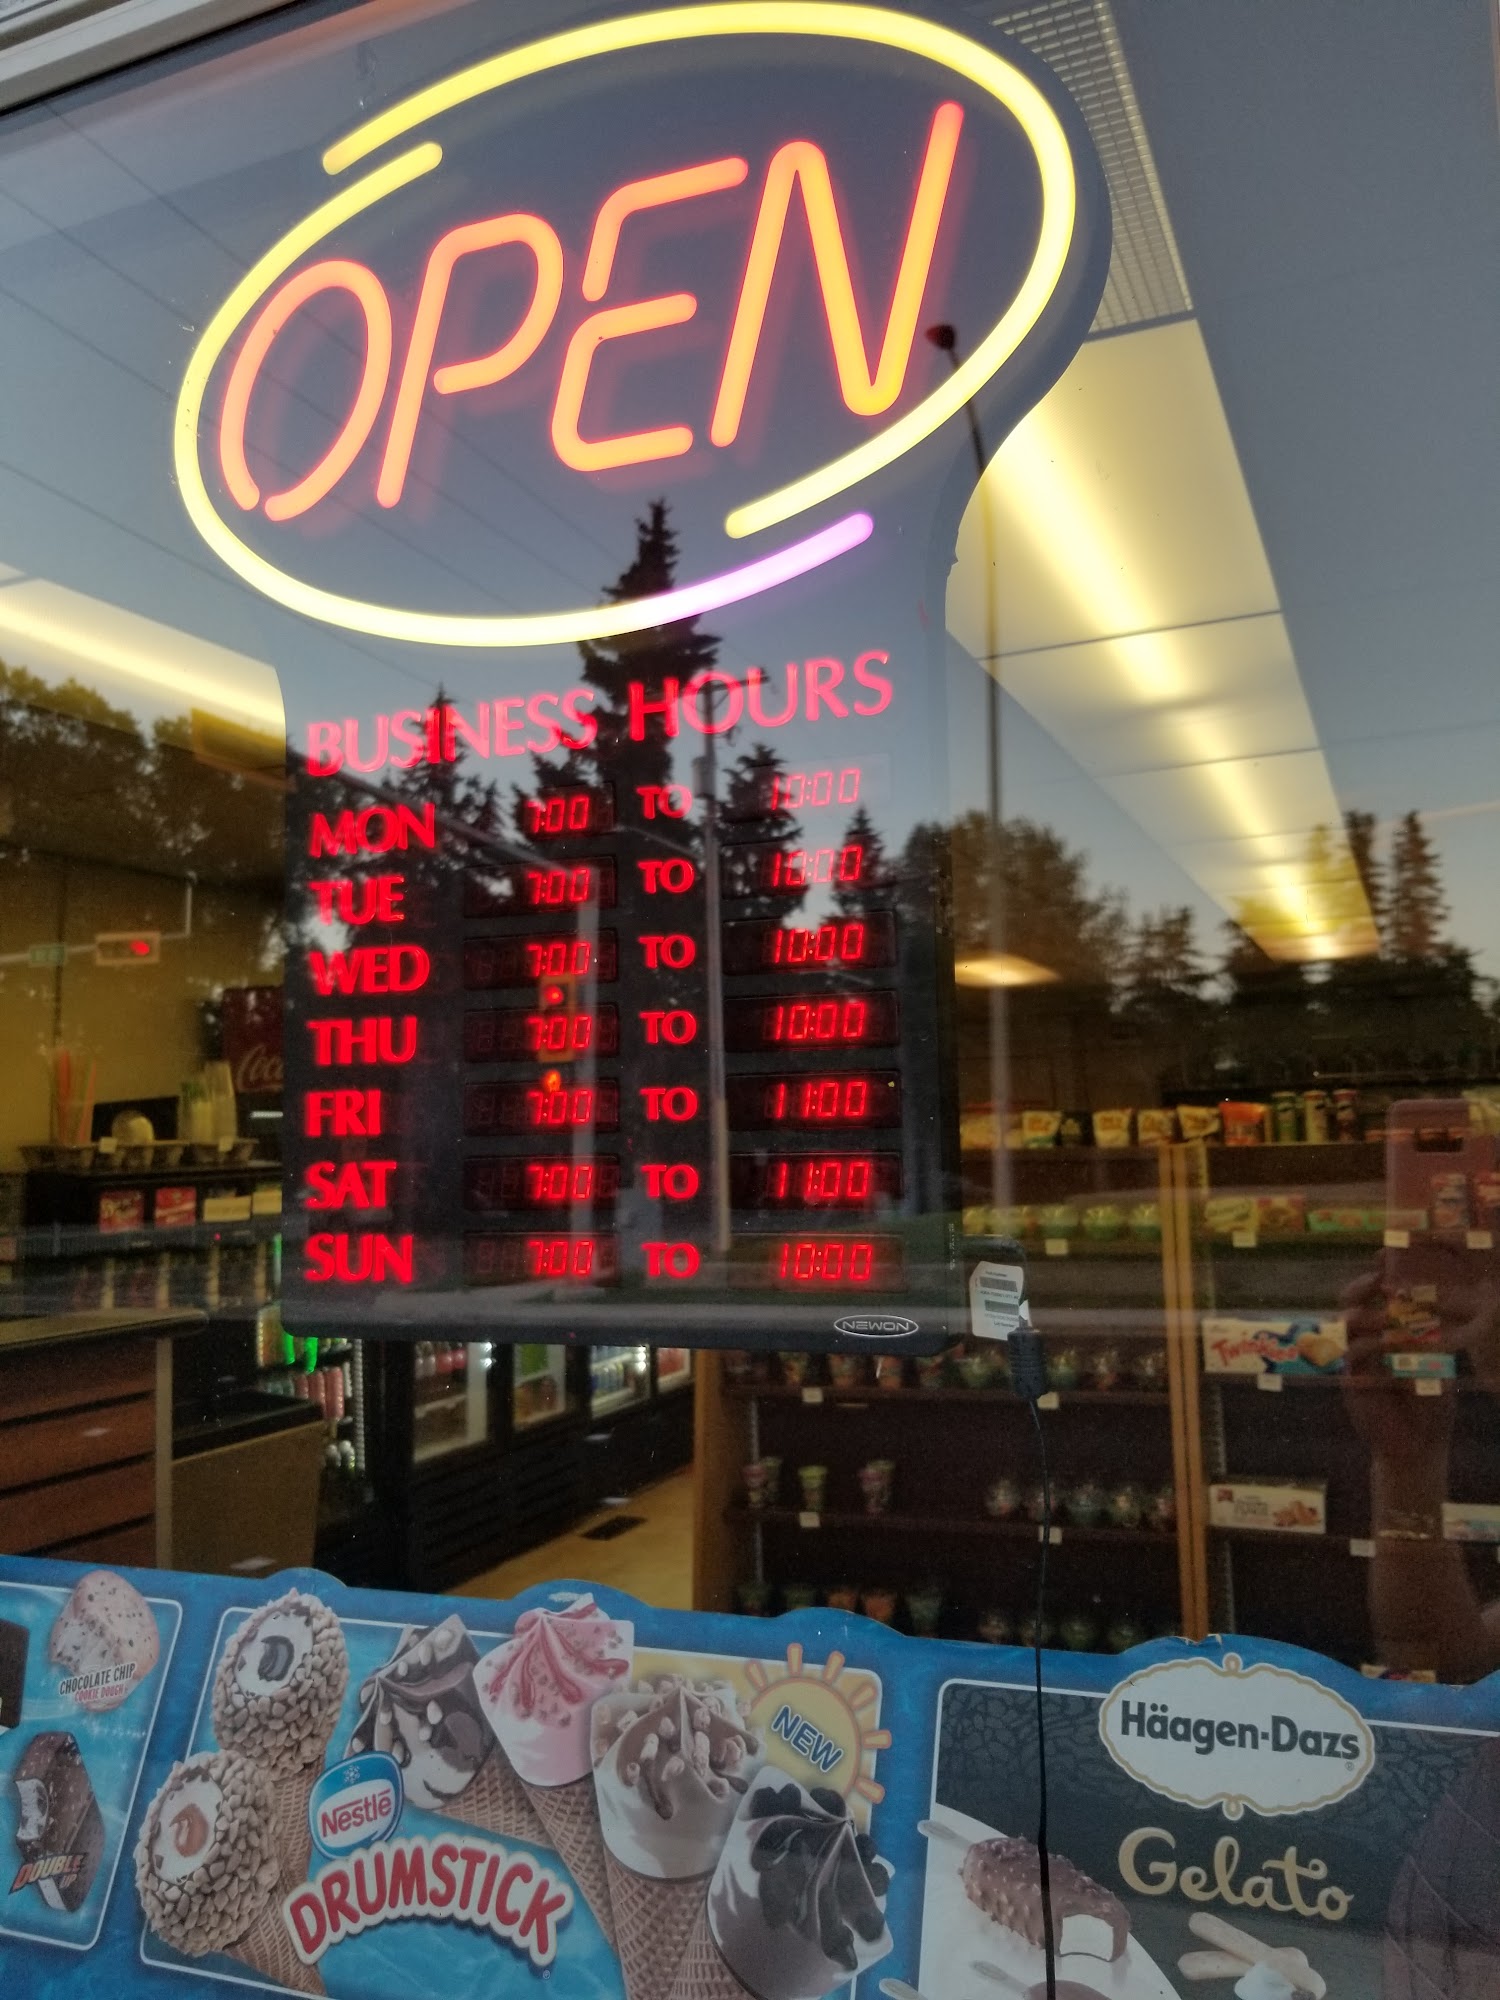 OPEN
BUSINESS HOURS
MON 7:00 TO 10:00
TUE 7:00 TO 10:00
WED 7:00 TO 10:00
THU 7:00 TO 10:00
FRI 7:00 TO 11:00
SAT 7:00 TO 11:00
SUN 7:00 TO 10:00
NEWON
Twinkies
CHOCOLATE CHIP
COOKIE DOUGH
DOUBLE
UP
NEW
Nestlé
DRUMSTICK
Häagen-Dazs
Gelato